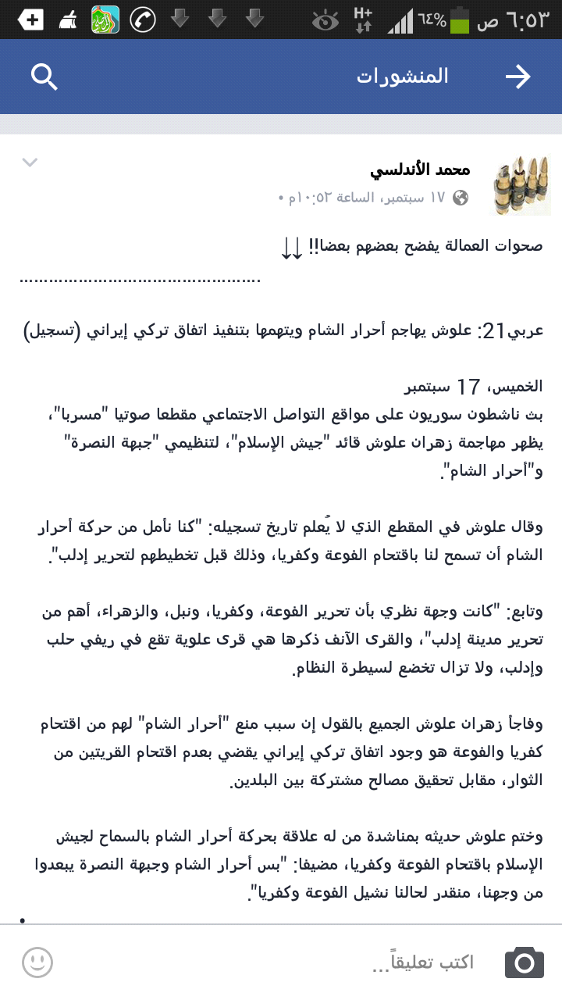 ٦:٥٣ ص
٦٤%
H+
المنشورات
محمد الأندلسي
١٧ سبتمبر، الساعة ١٠:٥٢م •
صحوات العمالة يفضح بعضهم بعضا!! ↓↓
................................................
عربي21: علوش يهاجم أحرار الشام ويتهمها بتنفيذ اتفاق تركي إيراني (تسجيل)
الخميس، 17 سبتمبر
بث ناشطون سوريون على مواقع التواصل الاجتماعي مقطعا صوتيا "مسربا"،
يظهر مهاجمة زهران علوش قائد "جيش الإسلام"، لتنظيمي "جبهة النصرة"
و"أحرار الشام".
وقال علوش في المقطع الذي لا يُعلم تاريخ تسجيله: "كنا نأمل من حركة أحرار
الشام أن تسمح لنا باقتحام الفوعة وكفريا، وذلك قبل تخطيطهم لتحرير إدلب".
وتابع: "كانت وجهة نظري بأن تحرير الفوعة، وكفريا، ونبل، والزهراء، أهم من
تحرير مدينة إدلب"، والقرى الآنف ذكرها هي قرى علوية تقع في ريفي حلب
وإدلب، ولا تزال تخضع لسيطرة النظام.
وفاجأ زهران علوش الجميع بالقول إن سبب منع "أحرار الشام" لهم من اقتحام
كفريا والفوعة هو وجود اتفاق تركي إيراني يقضي بعدم اقتحام القريتين من
الثوار، مقابل تحقيق مصالح مشتركة بين البلدين.
وختم علوش حديثه بمناشدة من له علاقة بحركة أحرار الشام بالسماح لجيش
الإسلام باقتحام الفوعة وكفريا، مضيفا: "بس أحرار الشام وجبهة النصرة يبعدوا
من وجهنا، منقدر لحالنا نشيل الفوعة وكفريا".
اكتب تعليقاً...